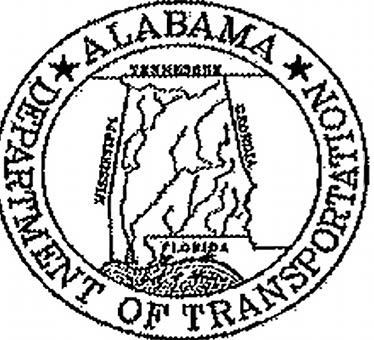 ALABAMA
DEPARTMENT OF TRANSPORTATION
TENNESSEE
MISSISSIPPI
GEORGIA
FLORIDA